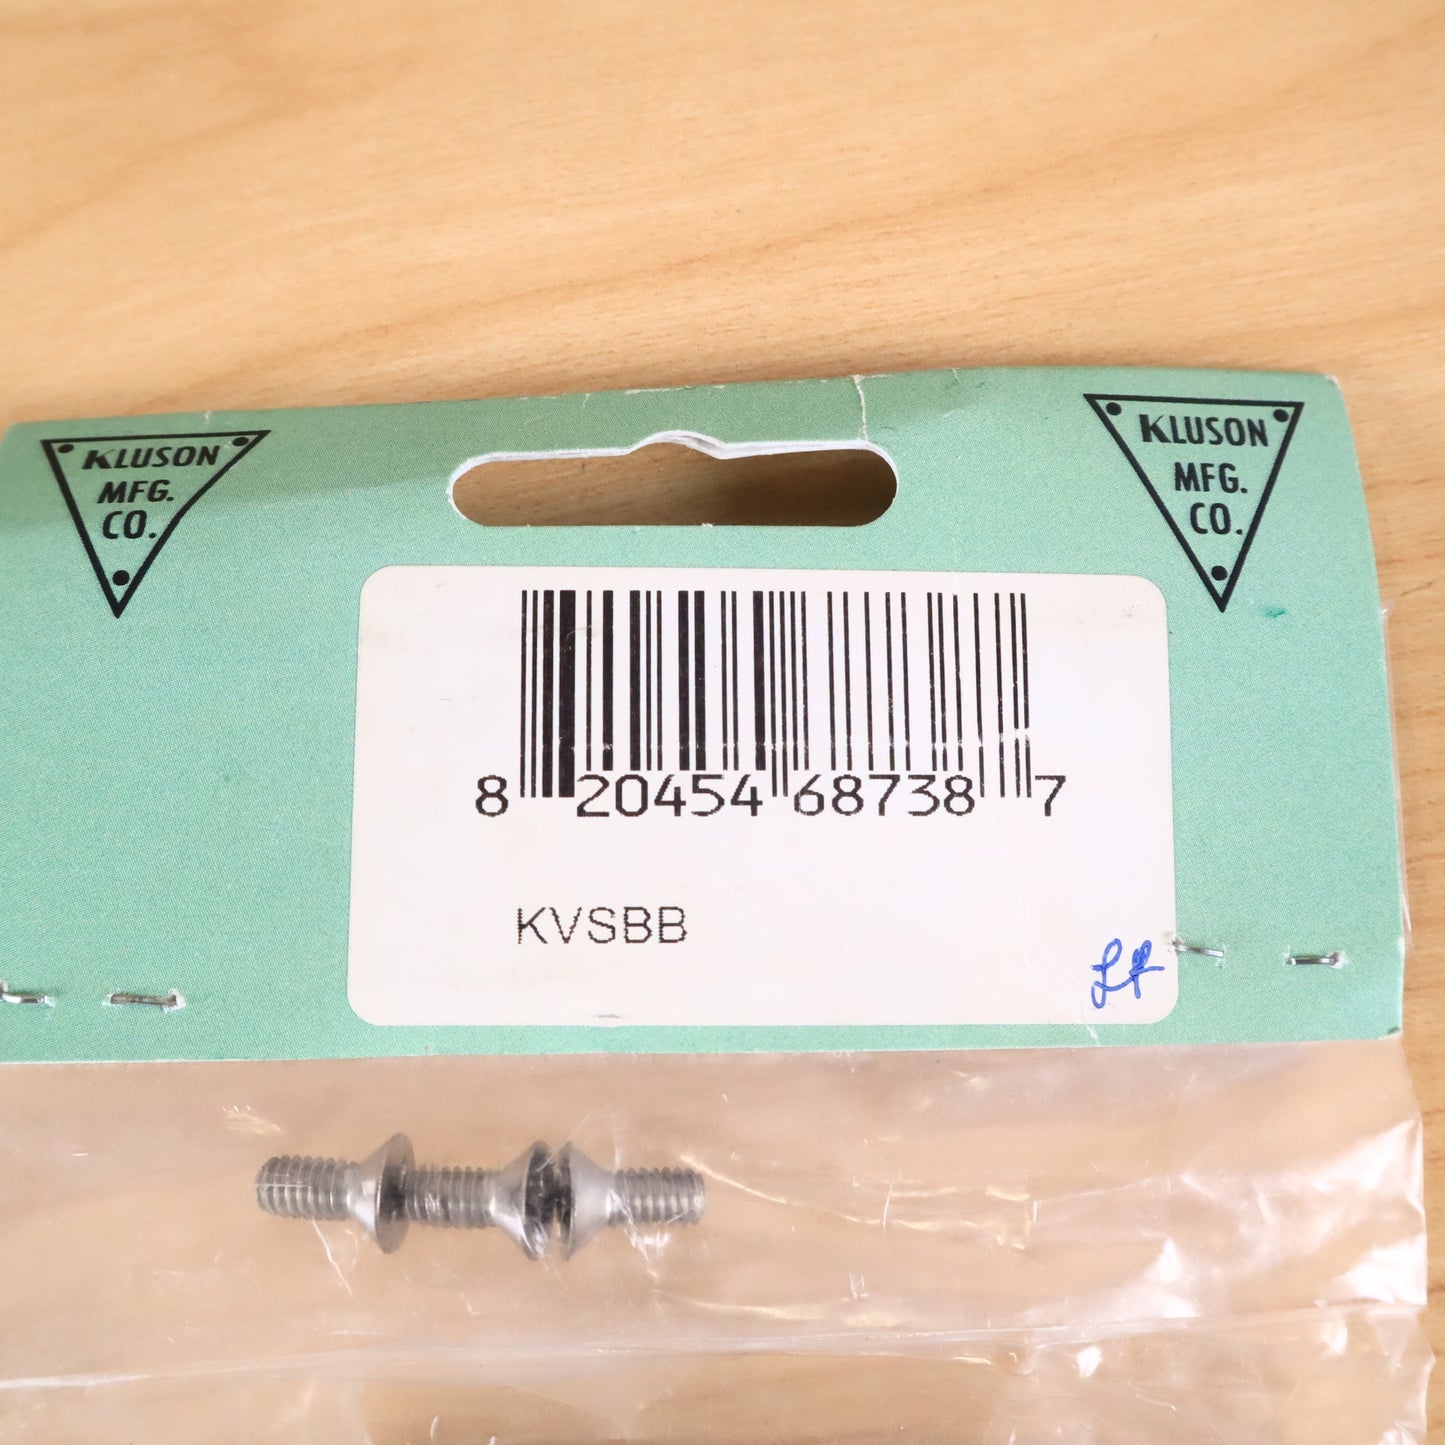 KLUSON
MFG.
CO.
KLUSON
MFG.
CO.
8 20454 68738 7
KVSBB